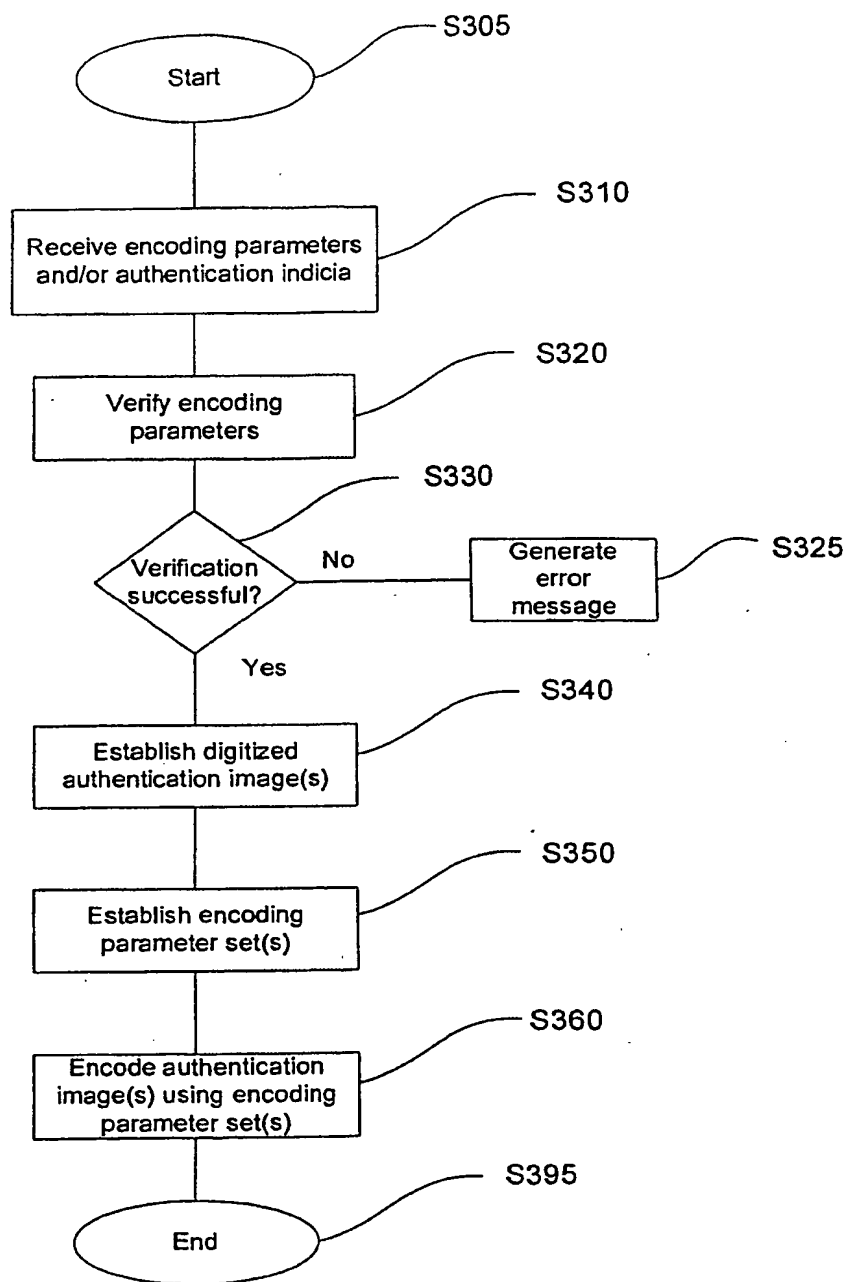 S305
Start
S310
Receive encoding parameters
and/or authentication indicia
S320
Verify encoding
parameters
S330
Verification
successful?
No
Generate
error
message
S325
Yes
S340
Establish digitized
authentication image(s)
S350
Establish encoding
parameter set(s)
S360
Encode authentication
image(s) using encoding
parameter set(s)
S395
End